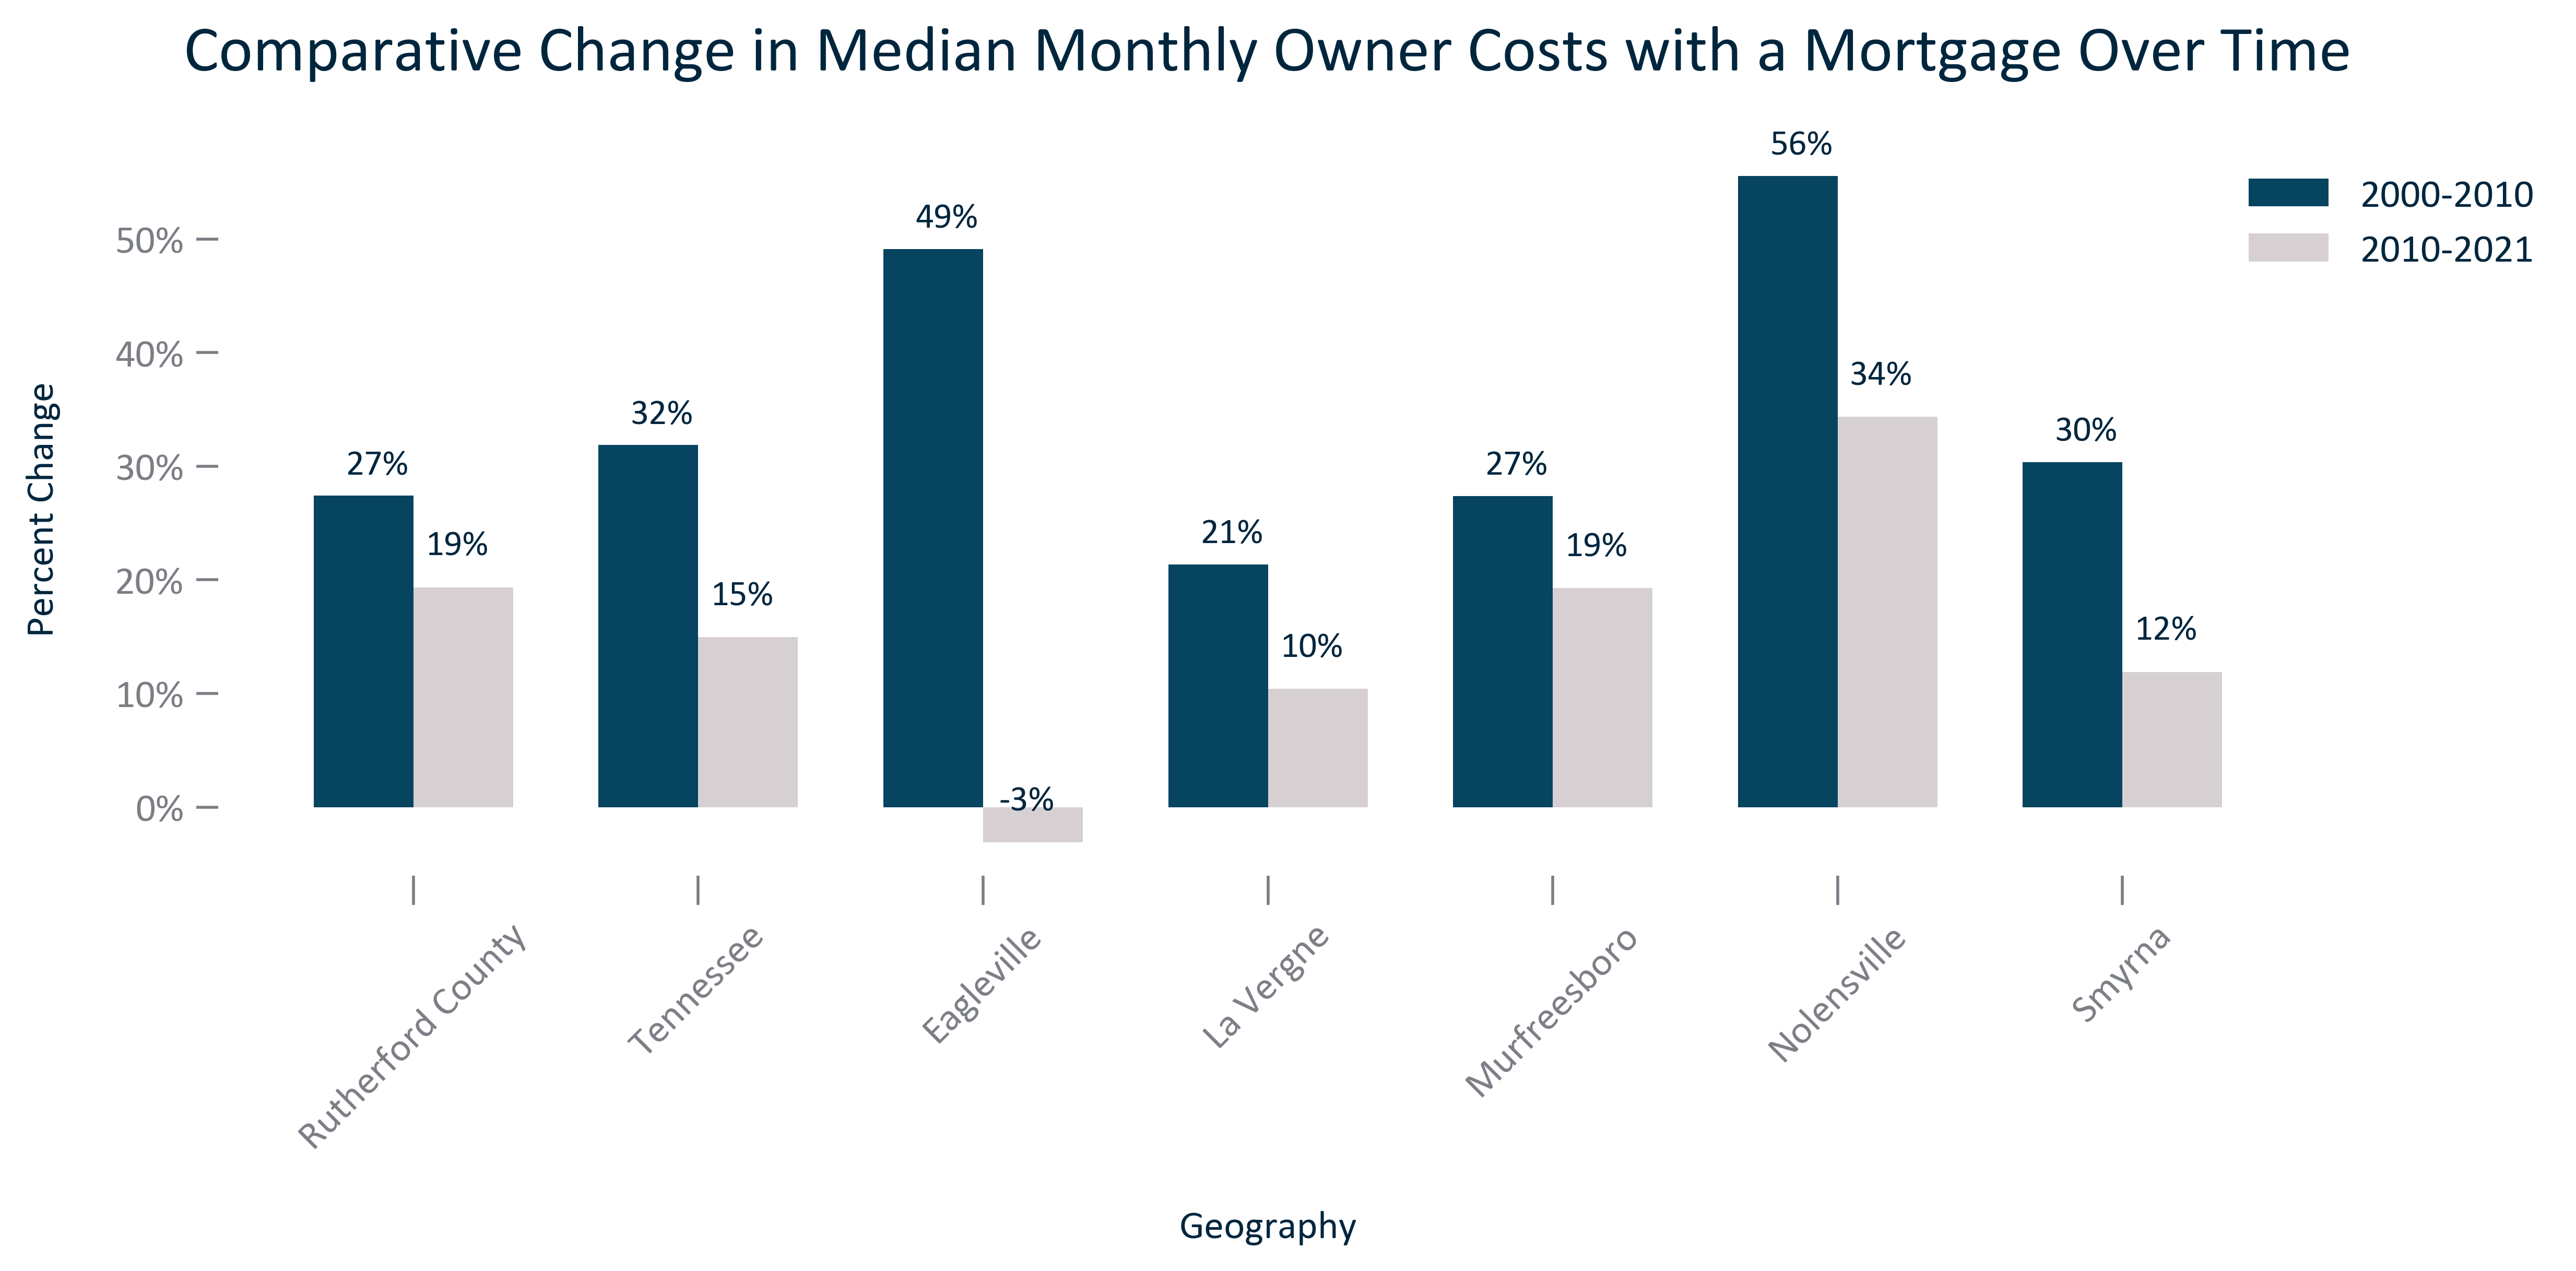 Comparative Change in Median Monthly Owner Costs with a Mortgage Over Time
2000-2010
2010-2021
Percent Change
50%
40%
30%
20%
10%
0%
27%
19%
32%
15%
49%
-3%
21%
10%
27%
19%
56%
34%
30%
12%
Rutherford County
Tennessee
Eagleville
La Vergne
Murfreesboro
Nolensville
Smyrna
Geography